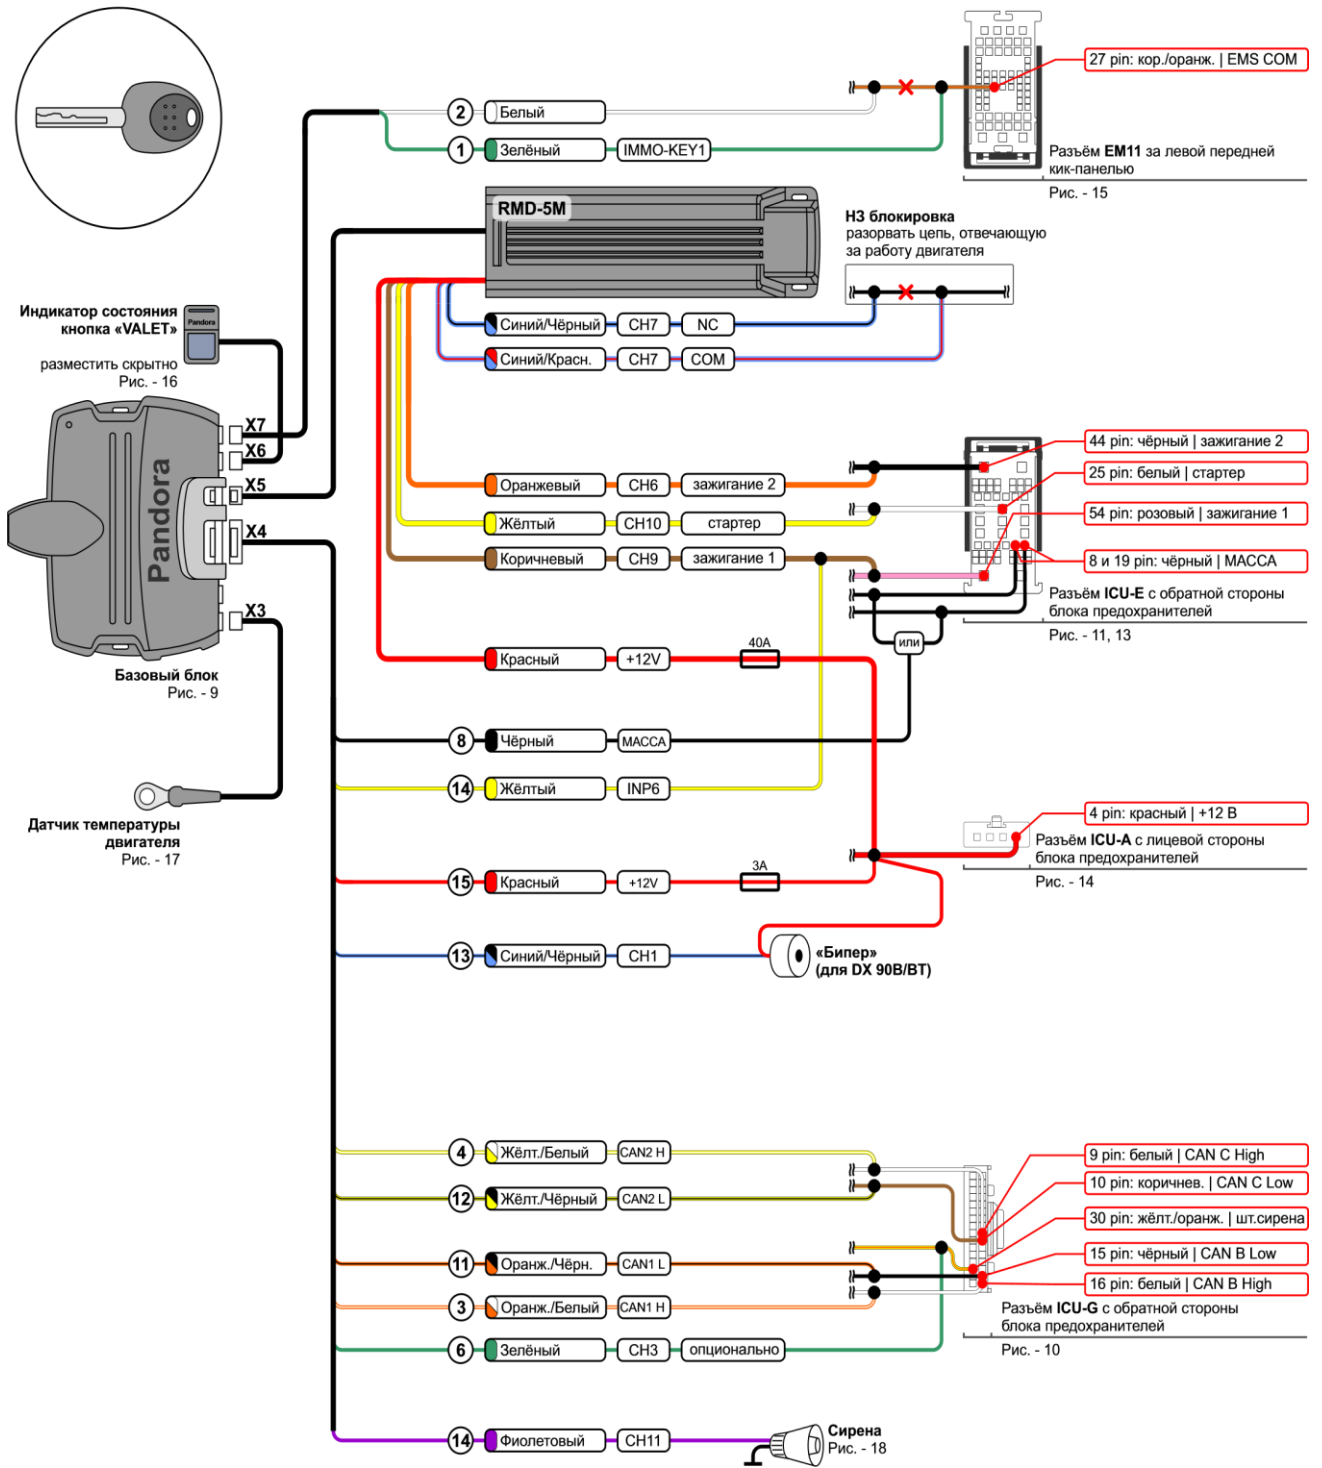 27 pin: кор./оранж. | EMS COM
2
Белый
1
Зелёный
IMMO-KEY1
Разъём EM11 за левой передней
кик-панелью
Рис. - 15
RMD-5M
НЗ блокировка
разорвать цепь, отвечающую
за работу двигателя
Индикатор состояния
кнопка «VALET»
Pandora
разместить скрытно
Рис. - 16
Синий/Чёрный
CH7
NC
Синий/Красн.
CH7
COM
X7
X6
X5
X4
X3
Pandora
Базовый блок
Рис. - 9
44 pin: чёрный | зажигание 2
25 pin: белый | стартер
54 pin: розовый | зажигание 1
8 и 19 pin: чёрный | МАССА
Оранжевый
CH6
зажигание 2
Жёлтый
CH10
стартер
Коричневый
CH9
зажигание 1
Разъём ICU-E с обратной стороны
блока предохранителей
Рис. - 11, 13
или
Красный
+12V
40A
8
Чёрный
МАССА
14
Жёлтый
INP6
Датчик температуры
двигателя
Рис. - 17
4 pin: красный | +12 В
Разъём ICU-A с лицевой стороны
блока предохранителей
Рис. - 14
15
Красный
+12V
3A
13
Синий/Чёрный
CH1
«Бипер»
(для DX 90B/BT)
4
Жёлт./Белый
CAN2 H
12
Жёлт./Чёрный
CAN2 L
11
Оранж./Чёрн.
CAN1 L
3
Оранж./Белый
CAN1 H
6
Зелёный
CH3
опционально
9 pin: белый | CAN C High
10 pin: коричнев. | CAN C Low
30 pin: жёлт./оранж. | шт.сирена
15 pin: чёрный | CAN B Low
16 pin: белый | CAN B High
Разъём ICU-G с обратной стороны
блока предохранителей
Рис. - 10
14
Фиолетовый
CH11
Сирена
Рис. - 18